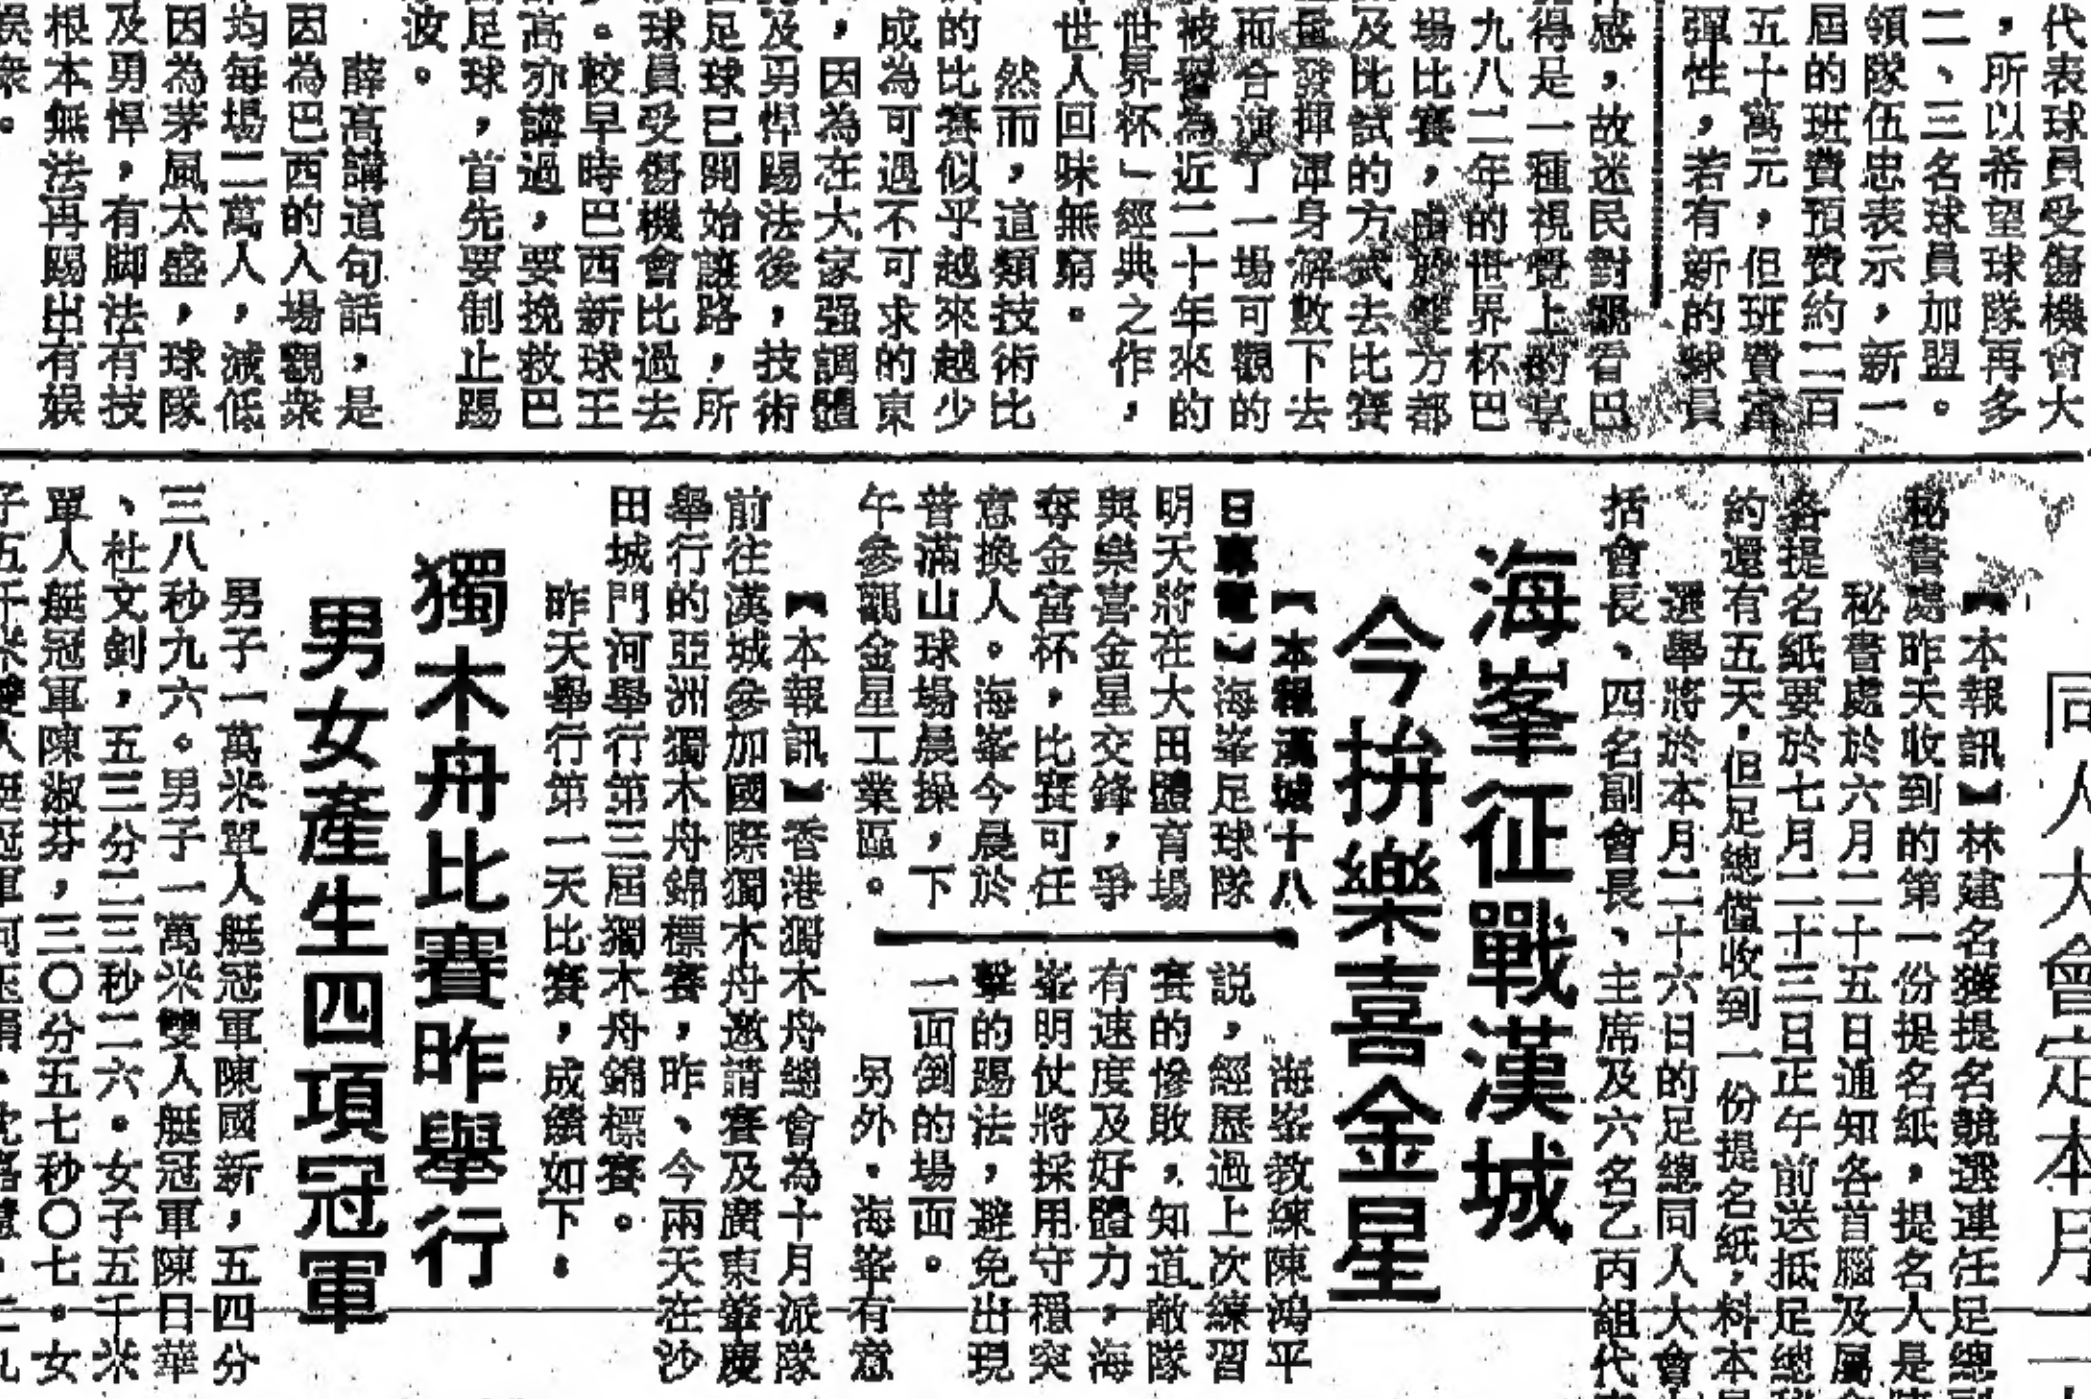 代表球員受傷機會大
，所以希望球隊再多
二、三名球員加盟。
領隊伍忠表示，新一
屆的班費預費約二百
五十萬元，但班費富
彈性，若有新的球員
感，故迷民對觀看巴
得是一種視覺上的享
九八二年的世界杯巴
場比賽，由於雙方都
及比試的方式去比賽
發揮渾身解數下去
而合演了一場可觀的
被譽為近二十年來的
世界杯」經典之作，
世人回味無窮。
然而，這類技術比
的比賽似乎越來越少
成為可遇不可求的東
，因為在大家强調體
及勇悍踢法後，技術
足球已開始讓路，所
球員受傷機會比過去
。較早時巴西新球王
高亦講過，要挽救巴
足球，首先要制止踢
波。
薛高講這句話，是
因為巴西的入場觀衆
均每場二萬人，減低
因為茅風太盛，球隊
及勇悍，有脚法有技
根本無法再踢出有娛
娱衆。
同人大會定本月二
【本報訊】林建名獲提名競選連任足總
秘書處昨天收到的第一份提名紙，提名人是
秘書處於六月二十五日通知各首腦及屬
各提名紙要於七月二十三日正午前送抵足總
約還有五天，但足總僅收到一份提名紙，料本
選舉將於本月二十六日的足總同人大會
括會長、四名副會長、主席及六名乙丙組代
海峯征戰漢城
今拚樂喜金星
【本報漢城十八
日專電】海峯足球隊
明天將在大田體育場
與樂喜金星交鋒，爭
奪金宮杯，比賽可任
意換人。海峯今晨於
普滿山球場晨操，下
午參觀金星工業區。
海峯教練陳鴻平
説，經歷過上次練習
賽的慘敗，知道敵隊
有速度及好體力，海
峯明仗將採用守穩突
擊的踢法，避免出現
一面倒的場面。
另外，海峯有意
獨木舟比賽昨舉行
男女產生四項冠軍
【本報訊】香港獨木舟總會為十月派隊
前往漢城參加國際獨木舟邀請賽及廣東肇慶
舉行的亞洲獨木舟錦標賽，昨、今兩天在沙
田城門河舉行第三屆獨木舟錦標賽。
昨天舉行第一天比賽，成績如下：
男子一萬米單人艇冠軍陳國新，五四分
三八秒九六。男子一萬米雙人艇冠軍陳日華
、杜文釗，五三分二三秒二六。女子五千米
單人艇冠軍陳淑芬，三〇分五七秒〇七。女
子五千米雙人艇冠軍